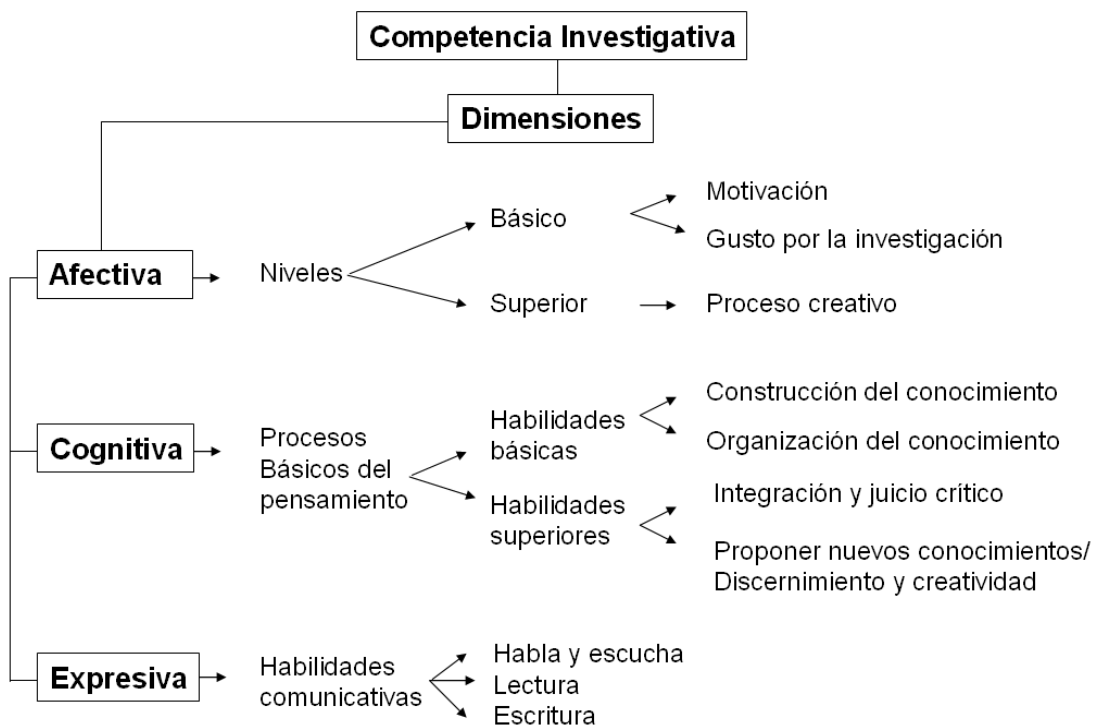 Competencia Investigativa
Dimensiones
Afectiva
Niveles
Básico
Motivación
Gusto por la investigación
Superior
Proceso creativo
Cognitiva
Procesos
Básicos del
pensamiento
Habilidades
básicas
Construcción del conocimiento
Organización del conocimiento
Habilidades
superiores
Integración y juicio crítico
Proponer nuevos conocimientos/
Discernimiento y creatividad
Expresiva
Habilidades
comunicativas
Habla y escucha
Lectura
Escritura